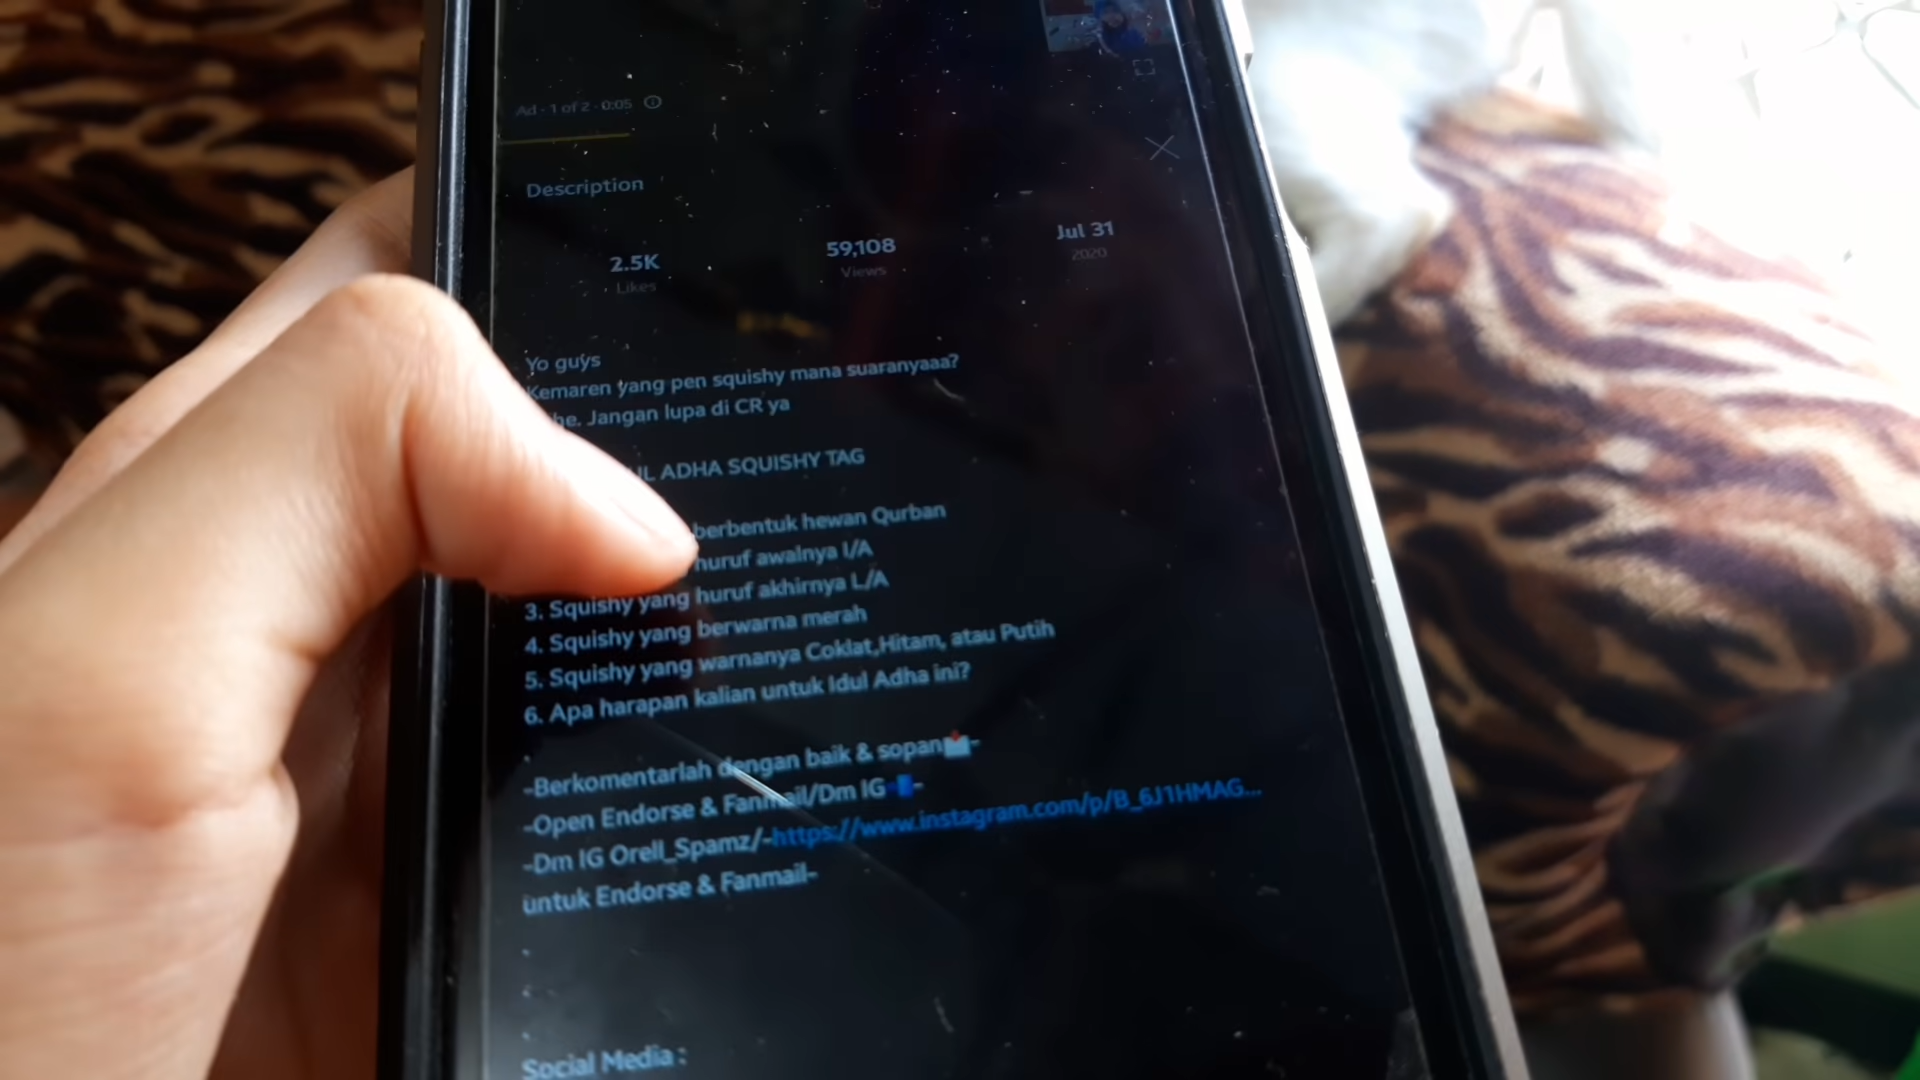 Ad - 1 of 2 - 0:05
Description
2.5K
Likes
59,108
Views
Jul 31
2020
Yo guys
Kemaren yang pen squishy mana suaranyaaa?
he. Jangan lupa di CR ya
ADHA SQUISHY TAG
berbentuk hewan Qurban
huruf awalnya I/A
3. Squishy yang huruf akhirnya L/A
4. Squishy yang berwarna merah
5. Squishy yang warnanya Coklat,Hitam, atau Putih
6. Apa harapan kalian untuk Idul Adha ini?
.
-Berkomentarlah dengan baik & sopan📩-
-Open Endorse & Fanmail/Dm IG -
-Dm IG Orell_Spamz/-https://www.instagram.com/p/B_6J1HMAG...
untuk Endorse & Fanmail-
.
.
.
Social Media :